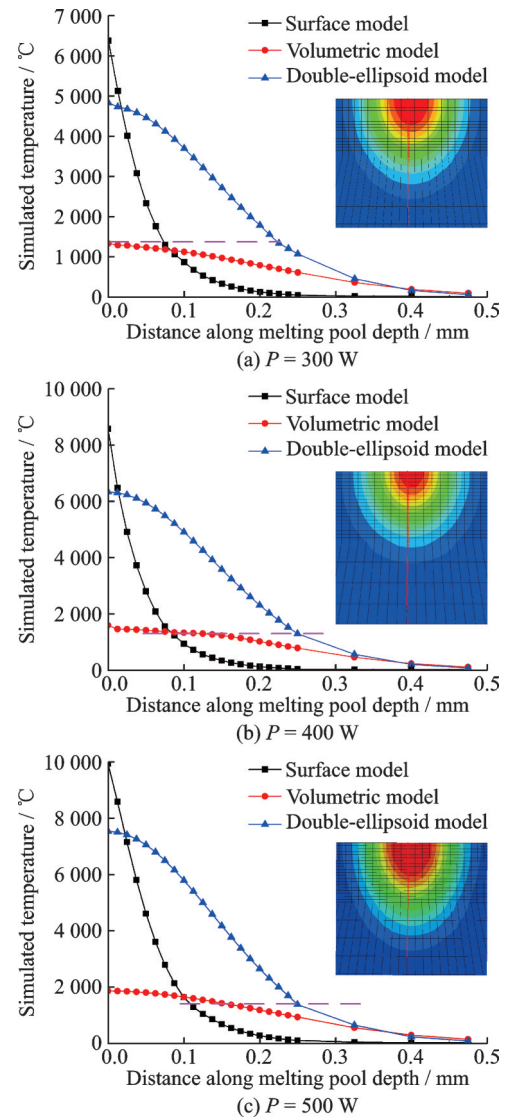 7 000
6 000
5 000
4 000
3 000
2 000
1 000
0
Simulated temperature / ℃
Surface model
Volumetric model
Double-ellipsoid model
0.0 0.1 0.2 0.3 0.4 0.5
Distance along melting pool depth / mm
(a) P = 300 W
10 000
8 000
6 000
4 000
2 000
0
Simulated temperature / ℃
Surface model
Volumetric model
Double-ellipsoid model
0.0 0.1 0.2 0.3 0.4 0.5
Distance along melting pool depth / mm
(b) P = 400 W
10 000
8 000
6 000
4 000
2 000
0
Simulated temperature / ℃
Surface model
Volumetric model
Double-ellipsoid model
0.0 0.1 0.2 0.3 0.4 0.5
Distance along melting pool depth / mm
(c) P = 500 W